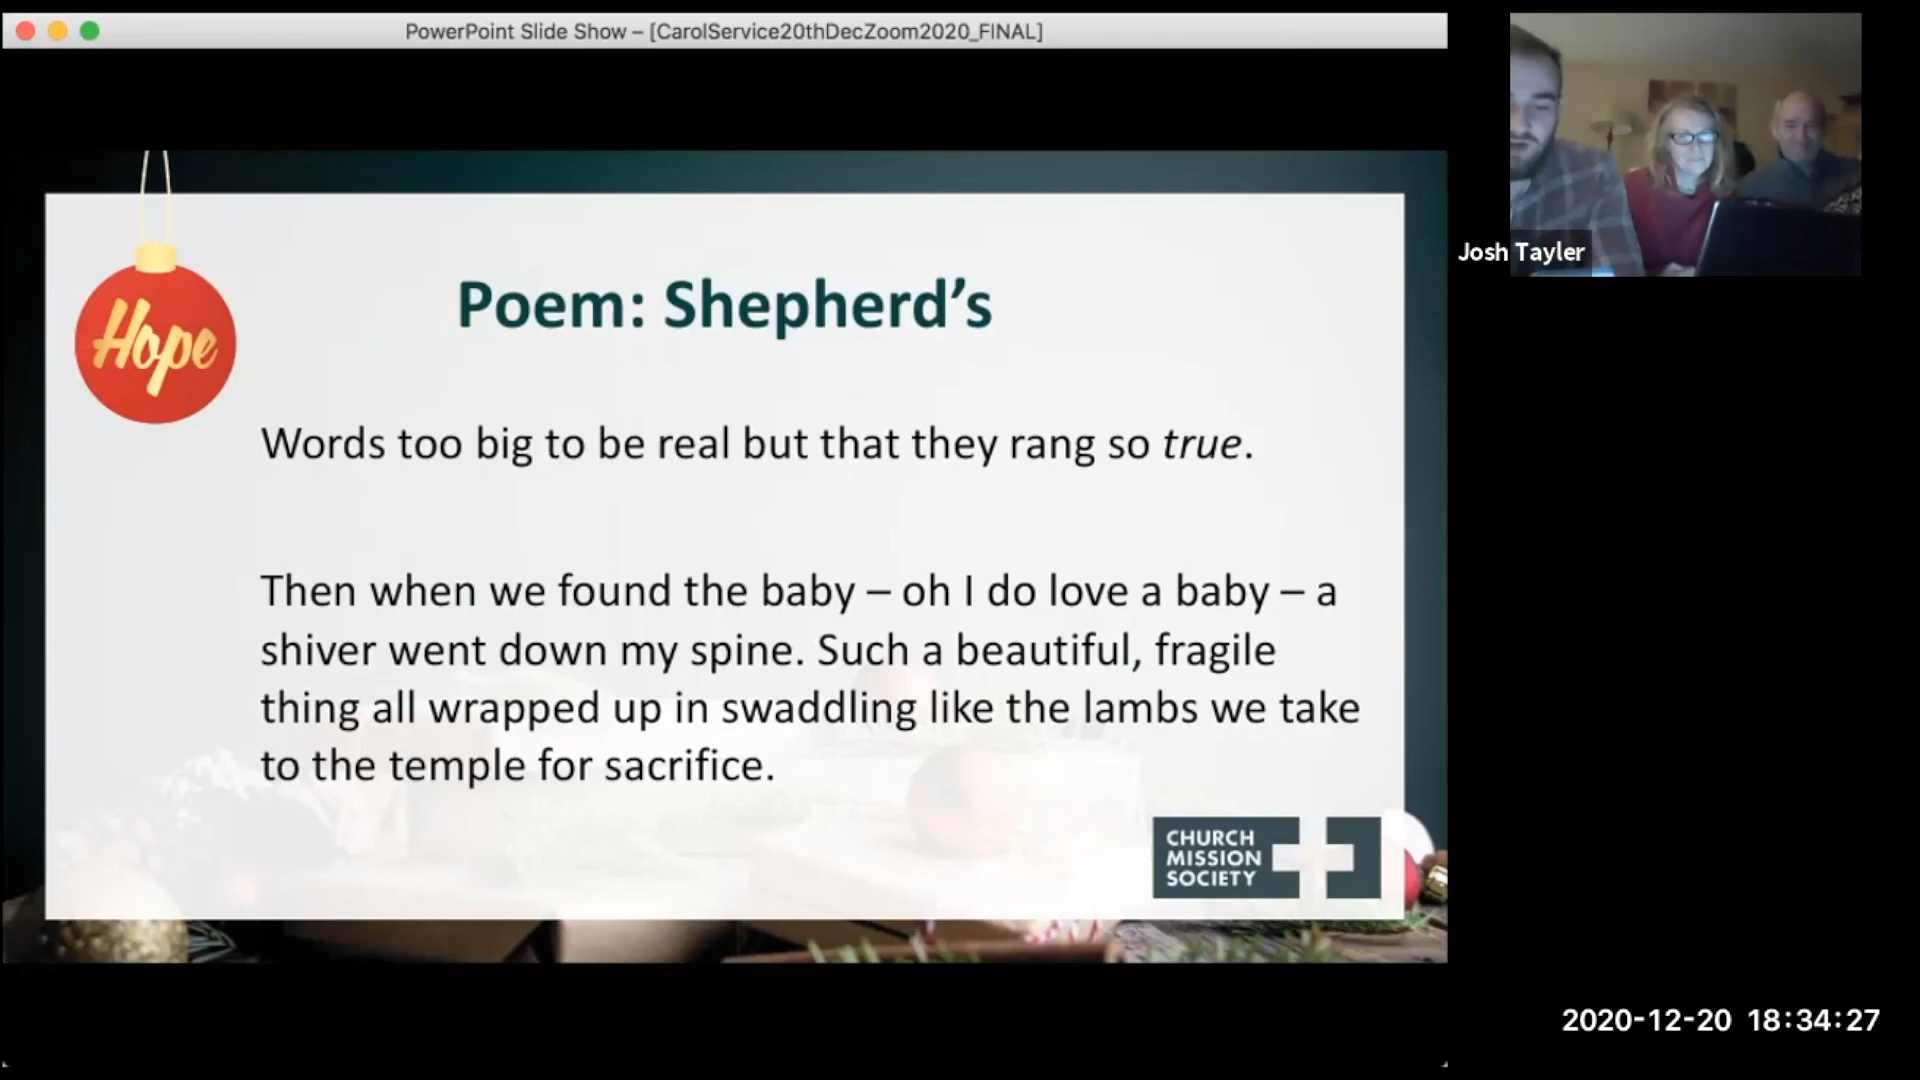 PowerPoint Slide Show – [CarolService20thDecZoom2020_FINAL]
Hope
Poem: Shepherd’s
Words too big to be real but that they rang so true.
Then when we found the baby – oh I do love a baby – a
shiver went down my spine. Such a beautiful, fragile
thing all wrapped up in swaddling like the lambs we take
to the temple for sacrifice.
CHURCH
MISSION
SOCIETY
Josh Tayler
2020-12-20 18:34:27